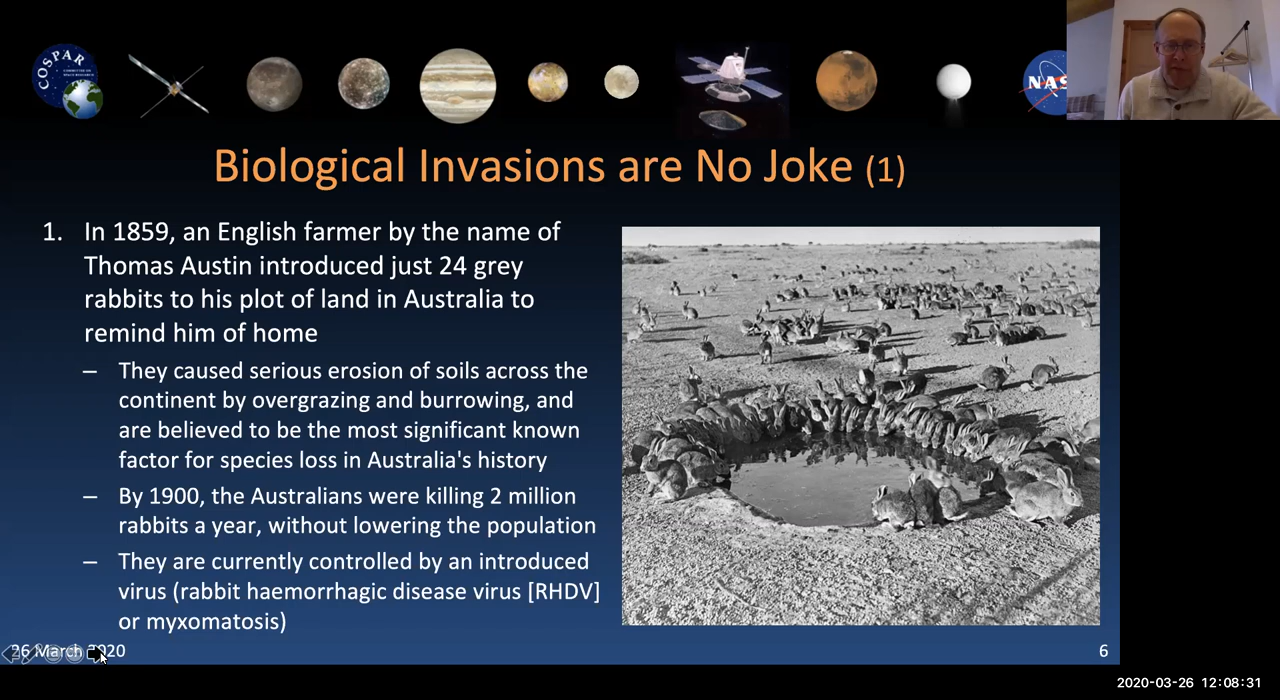 COSPAR
NAS
Biological Invasions are No Joke (1)
1. In 1859, an English farmer by the name of
Thomas Austin introduced just 24 grey
rabbits to his plot of land in Australia to
remind him of home
– They caused serious erosion of soils across the
continent by overgrazing and burrowing, and
are believed to be the most significant known
factor for species loss in Australia's history
– By 1900, the Australians were killing 2 million
rabbits a year, without lowering the population
– They are currently controlled by an introduced
virus (rabbit haemorrhagic disease virus [RHDV]
or myxomatosis)
26 March 2020
6
2020-03-26 12:08:31